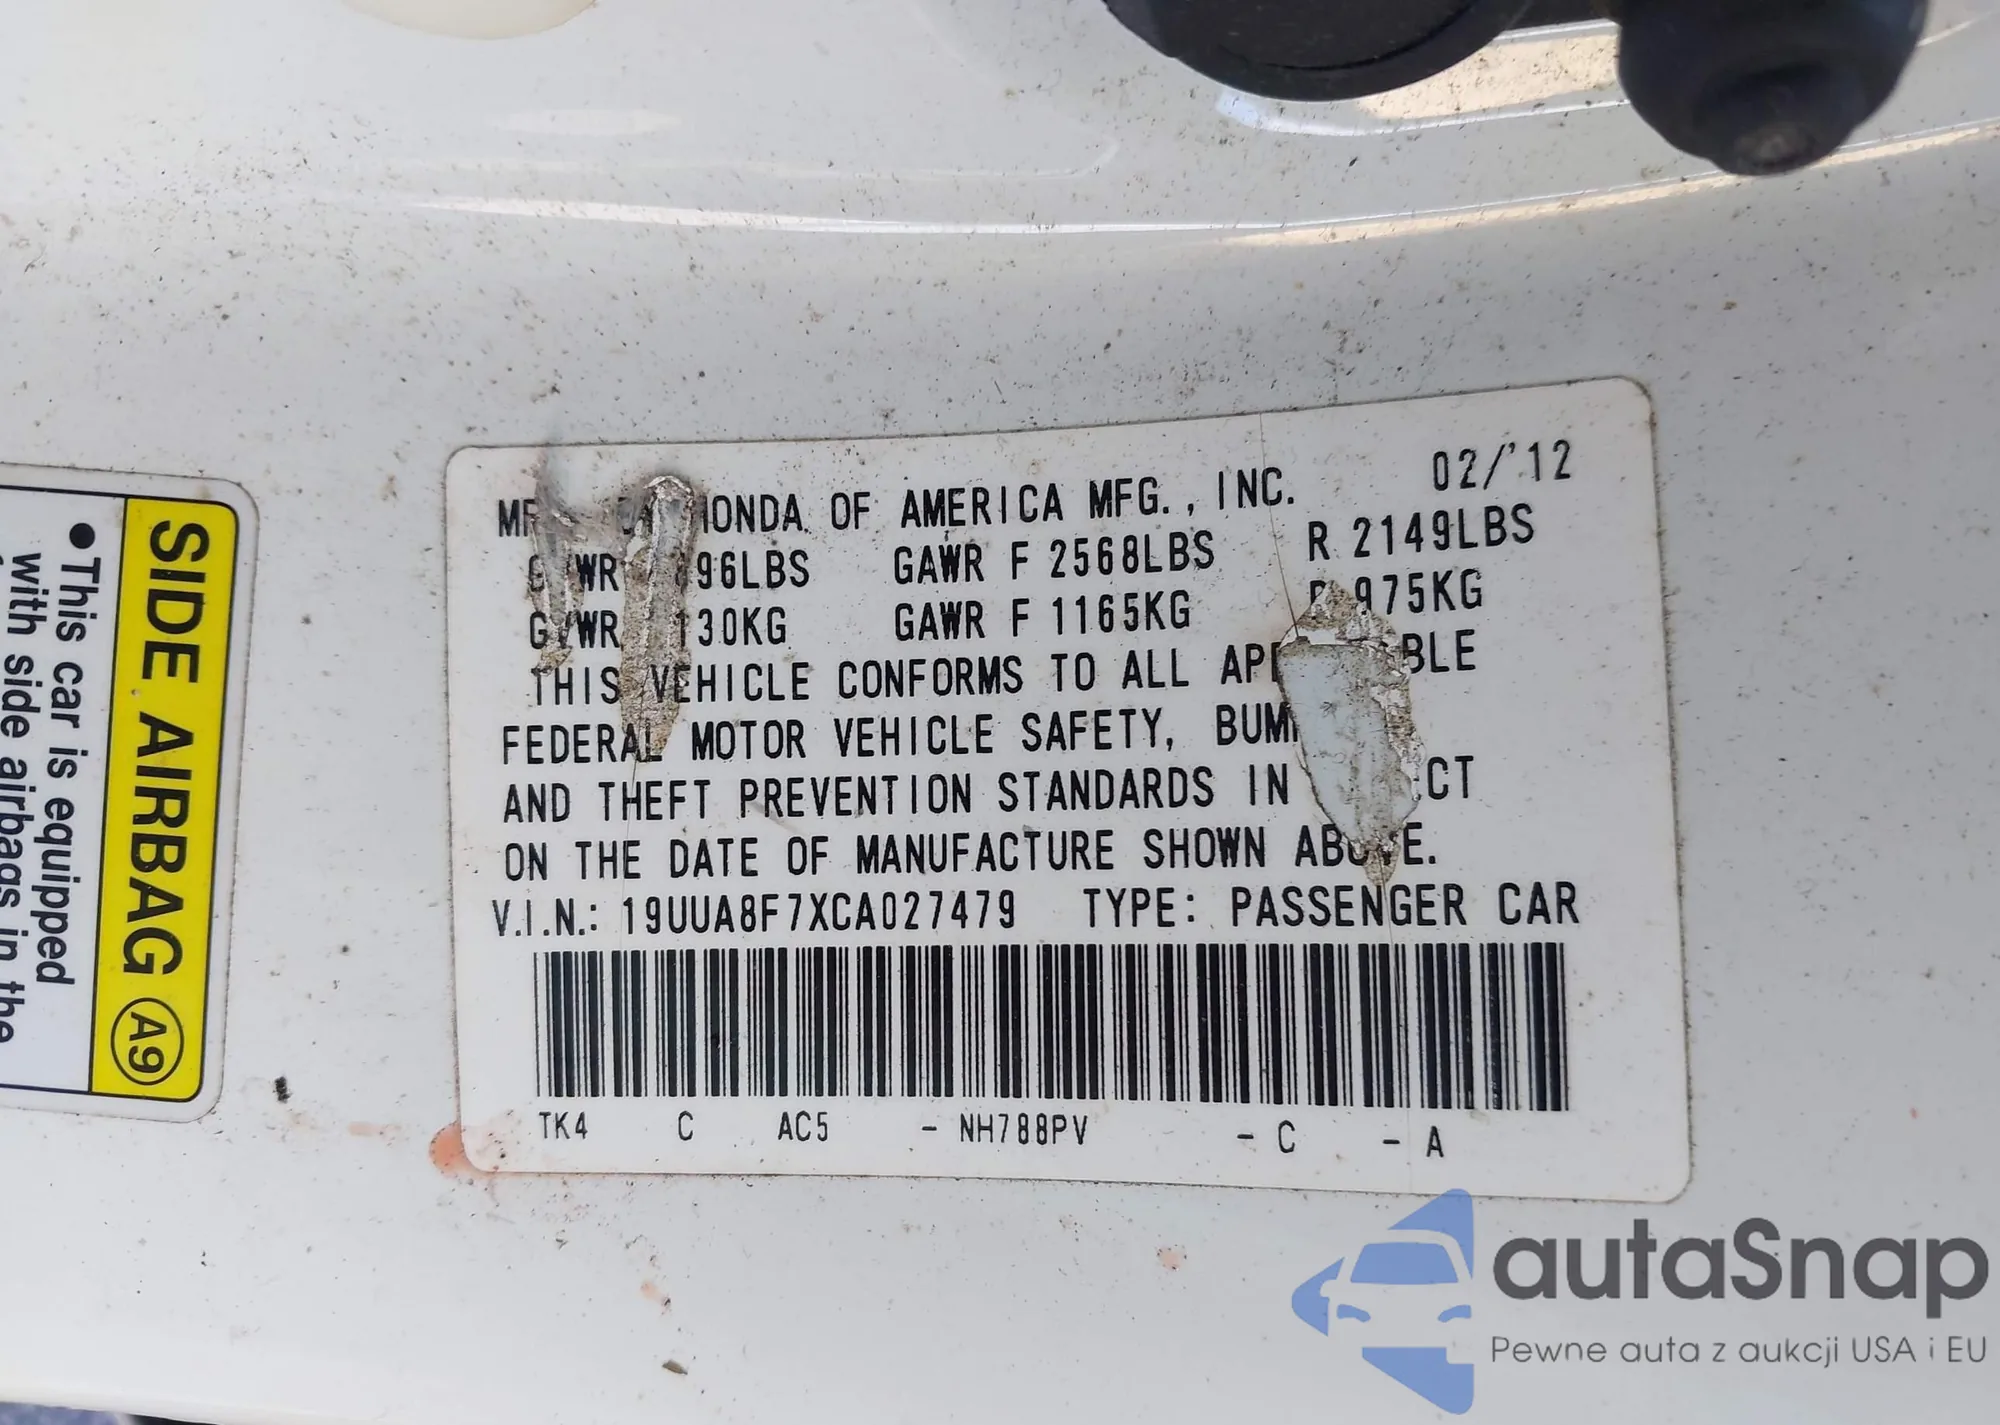 SIDE AIRBAG A9
●This car is equipped
with side airbags in the
HONDA OF AMERICA MFG., INC. 02/'12
GVWR 96LBS GAWR F 2568LBS R 2149LBS
GVWR 130KG GAWR F 1165KG R 975KG
THIS VEHICLE CONFORMS TO ALL
FEDERAL MOTOR VEHICLE SAFETY,
AND THEFT PREVENTION STANDARDS IN
ON THE DATE OF MANUFACTURE SHOWN ABOVE.
V.I.N.: 19UUA8F7XCA027479 TYPE: PASSENGER CAR
TK4 C AC5 - NH788PV - C - A
autaSnap
Pewne auta z aukcji USA i EU